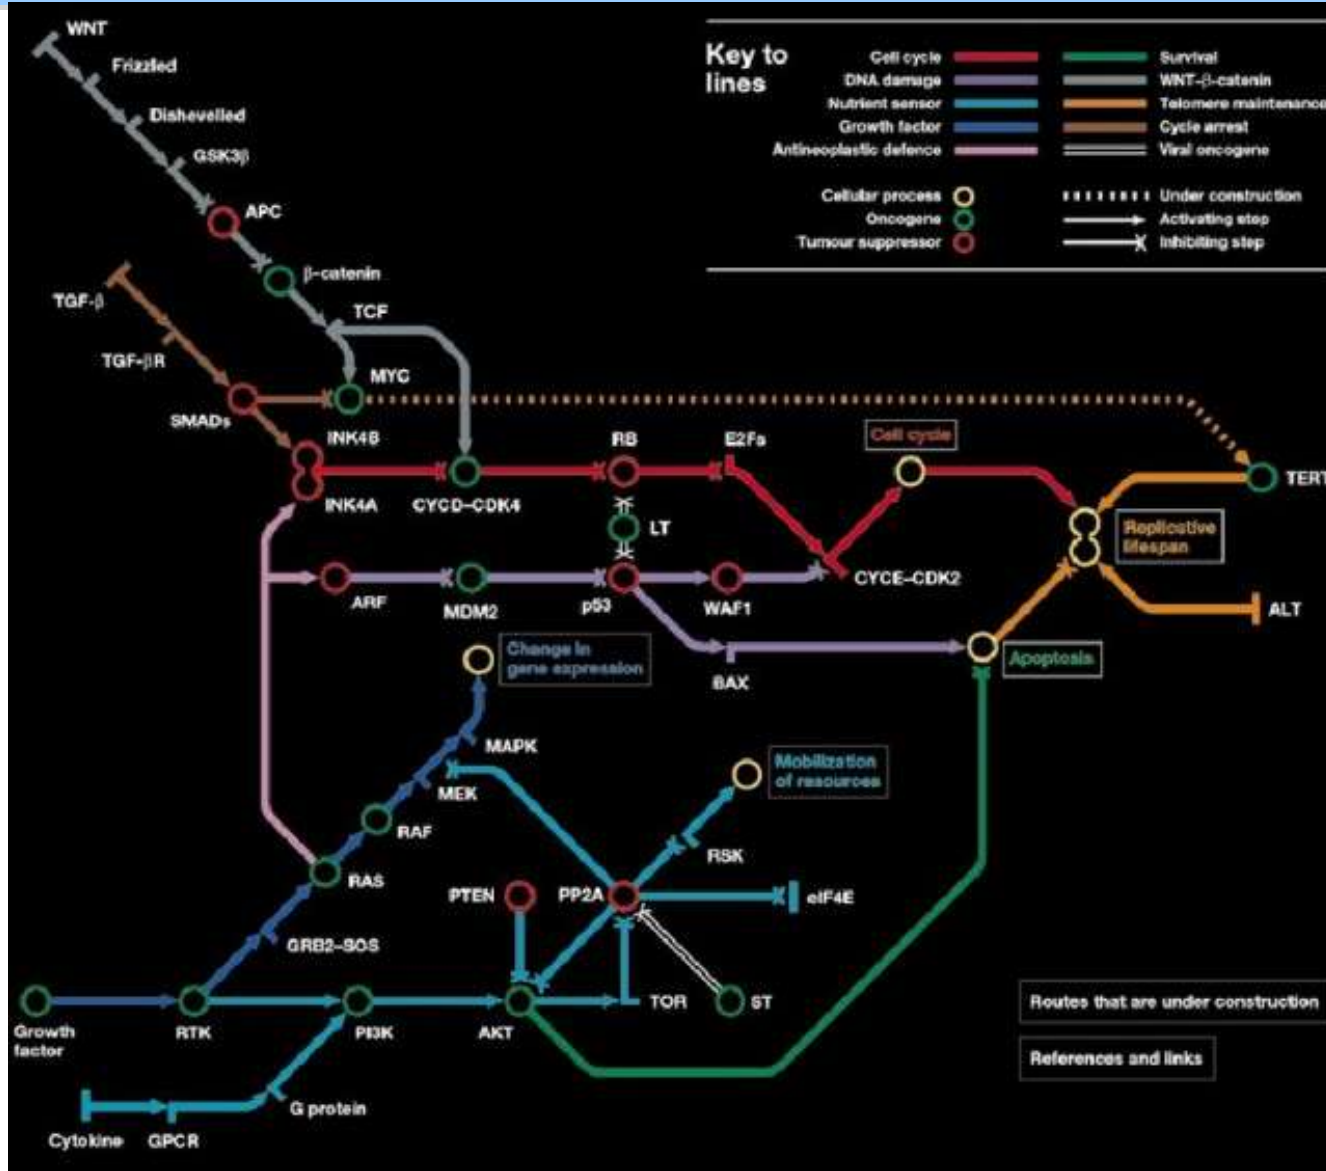 WNT
Frizzled
Dishevelled
GSK3β
APC
β-catenin
TCF
TGF-β
TGF-βR
SMADs
MYC
INK4B
INK4A
CYCD–CDK4
RB
E2Fs
LT
Cell cycle
TERT
Replicative
lifespan
ALT
ARF
MDM2
p53
WAF1
CYCE–CDK2
BAX
Apoptosis
Change in
gene expression
MAPK
MEK
RAF
RAS
GRB2–SOS
Mobilization
of resources
RSK
PTEN
PP2A
eIF4E
Growth
factor
RTK
PI3K
AKT
TOR
ST
Cytokine
GPCR
G protein
Key to
lines
Cell cycle
DNA damage
Nutrient sensor
Growth factor
Antineoplastic defence
Survival
WNT–β-catenin
Telomere maintenance
Cycle arrest
Viral oncogene
Cellular process
Oncogene
Tumour suppressor
Under construction
Activating step
Inhibiting step
Routes that are under construction
References and links